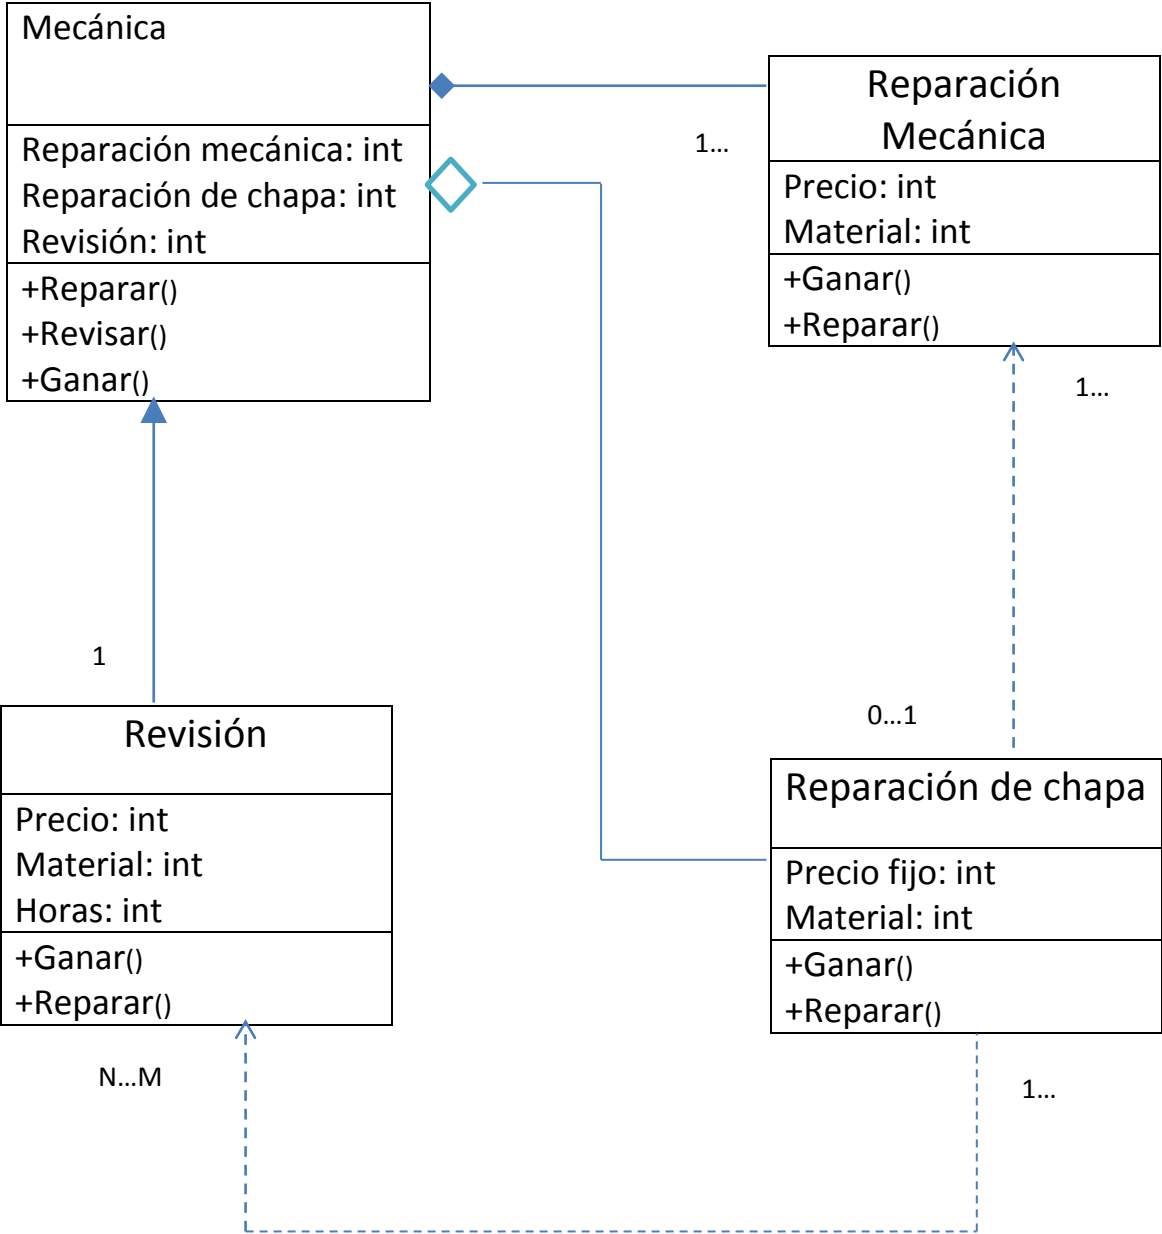 Mecánica
Reparación mecánica: int
Reparación de chapa: int
Revisión: int
+Reparar()
+Revisar()
+Ganar()
1...
Reparación
Mecánica
Precio: int
Material: int
+Ganar()
+Reparar()
1...
1
0...1
Revisión
Precio: int
Material: int
Horas: int
+Ganar()
+Reparar()
N...M
Reparación de chapa
Precio fijo: int
Material: int
+Ganar()
+Reparar()
1...